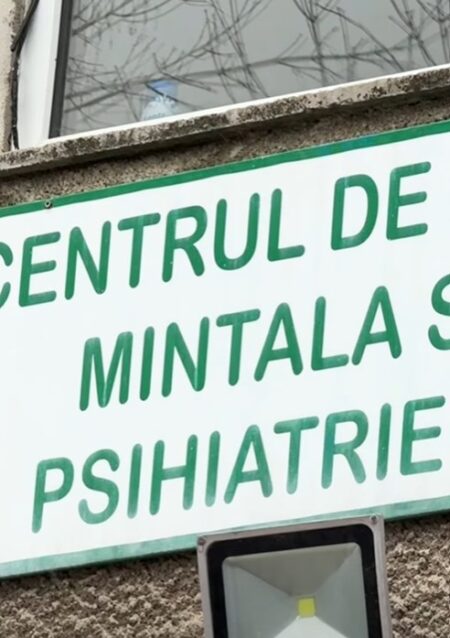 CENTRUL DE
MINTALA S
PSIHIATRIE